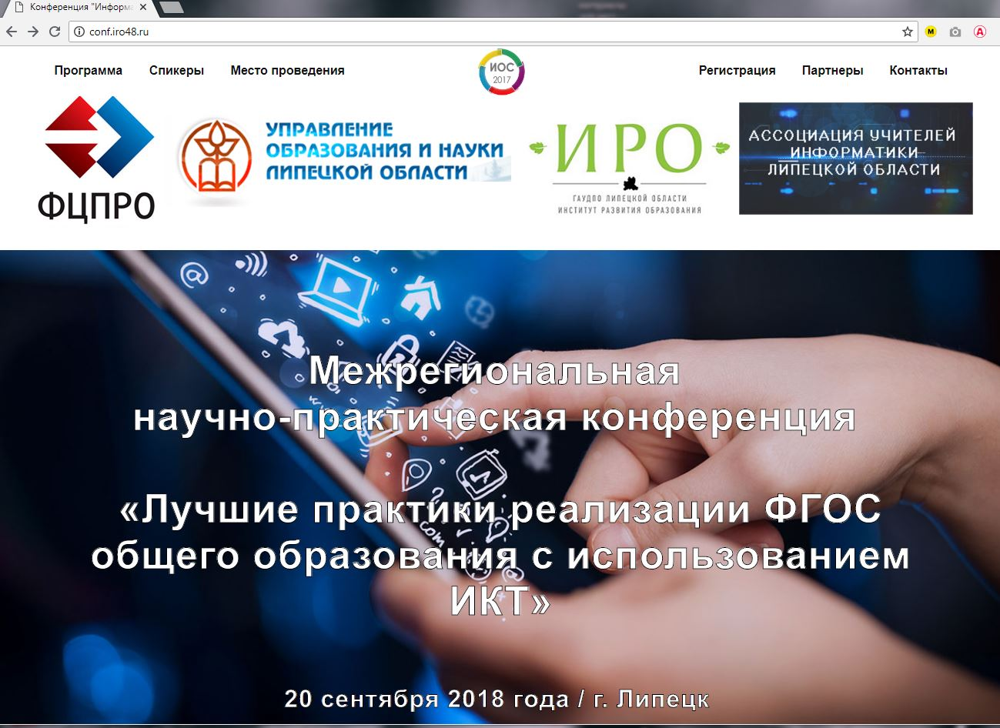 Конференция "Информа
conf.iro48.ru
М
A
Программа
Спикеры
Место проведения
ИОС
2017
Регистрация
Партнеры
Контакты
ФЦПРО
УПРАВЛЕНИЕ
ОБРАЗОВАНИЯ И НАУКИ
ЛИПЕЦКОЙ ОБЛАСТИ
ИРО
ГАУДПО ЛИПЕЦКОЙ ОБЛАСТИ
ИНСТИТУТ РАЗВИТИЯ ОБРАЗОВАНИЯ
АССОЦИАЦИЯ УЧИТЕЛЕЙ
ИНФОРМАТИКИ
ЛИПЕЦКОЙ ОБЛАСТИ
Межрегиональная
научно-практическая конференция
«Лучшие практики реализации ФГОС
общего образования с использованием
ИКТ»
com
20 сентября 2018 года / г. Липецк